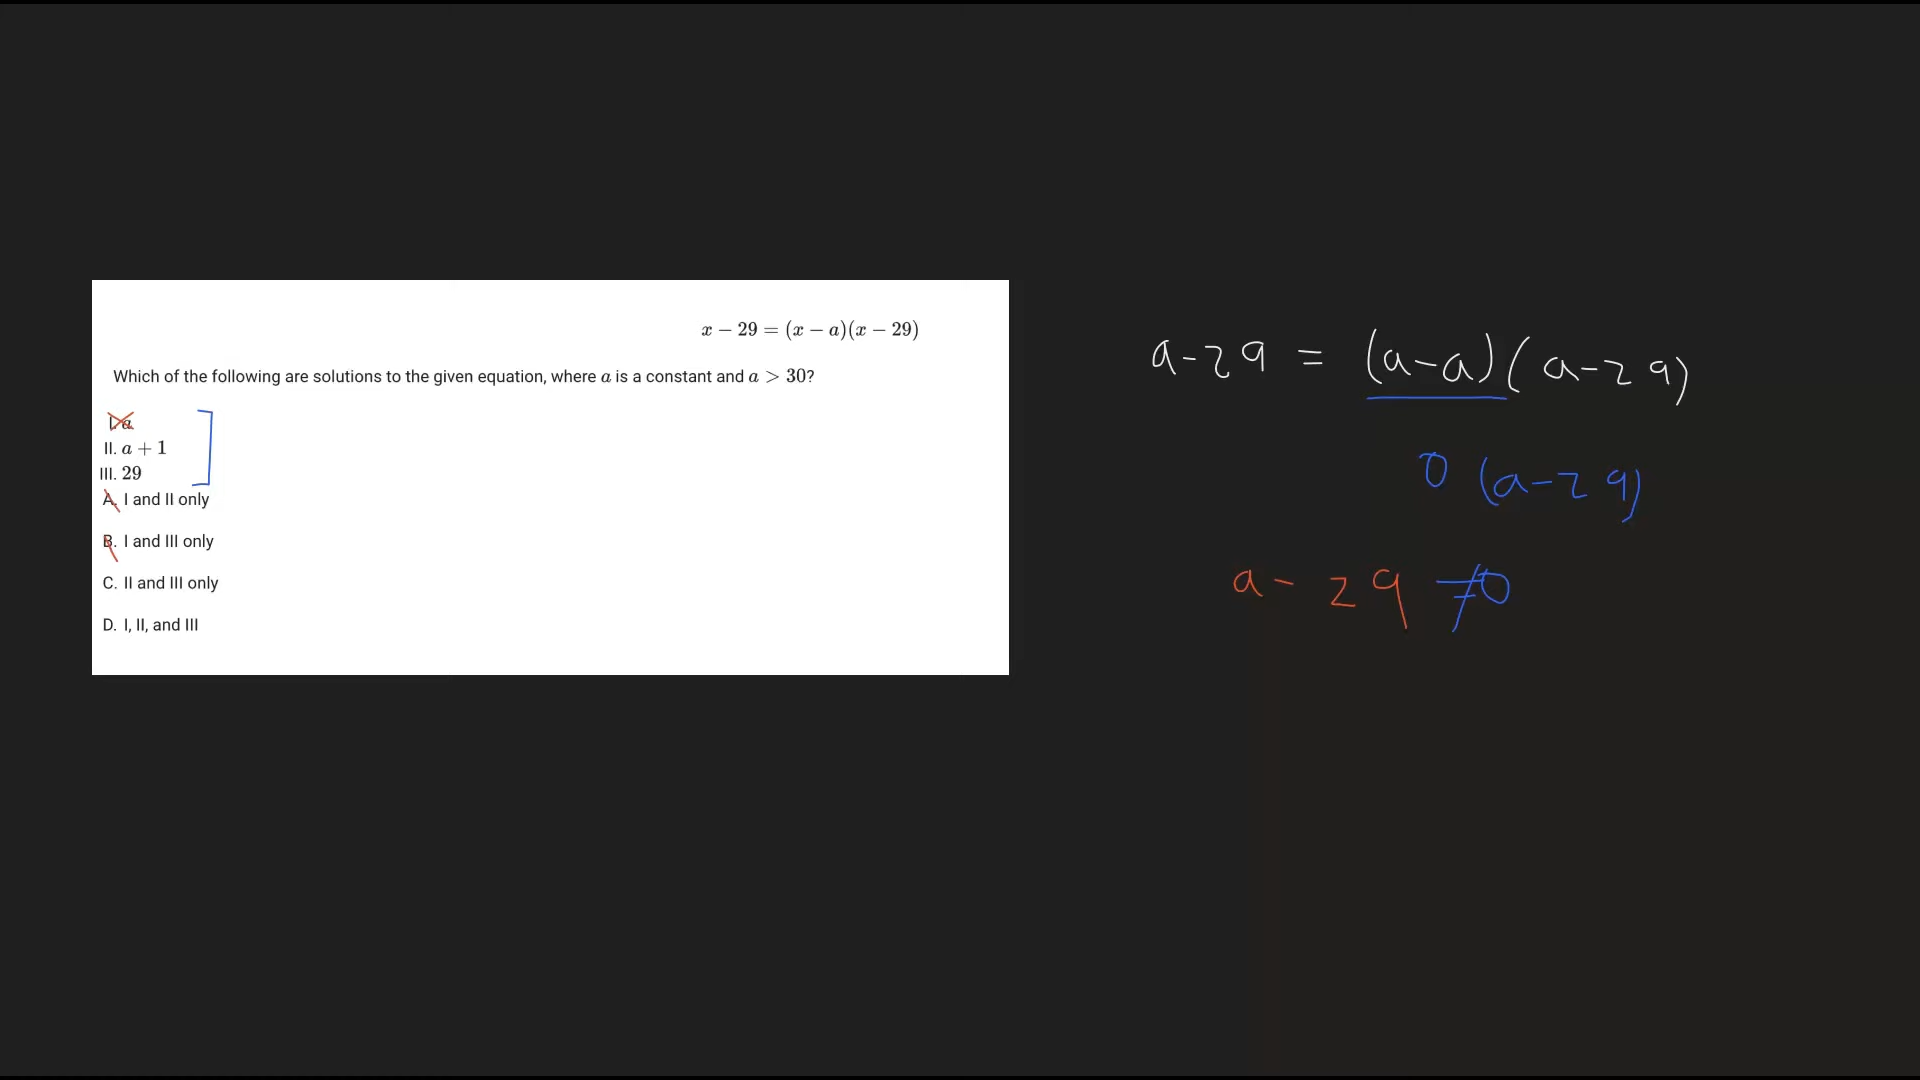 x − 29 = (x − a)(x − 29)
Which of the following are solutions to the given equation, where a is a constant and a > 30?
I. a
II. a + 1
III. 29
A. I and II only
B. I and III only
C. II and III only
D. I, II, and III
a-29 = (a-a)(a-29)
0 (a-29)
a- 29 ≠0